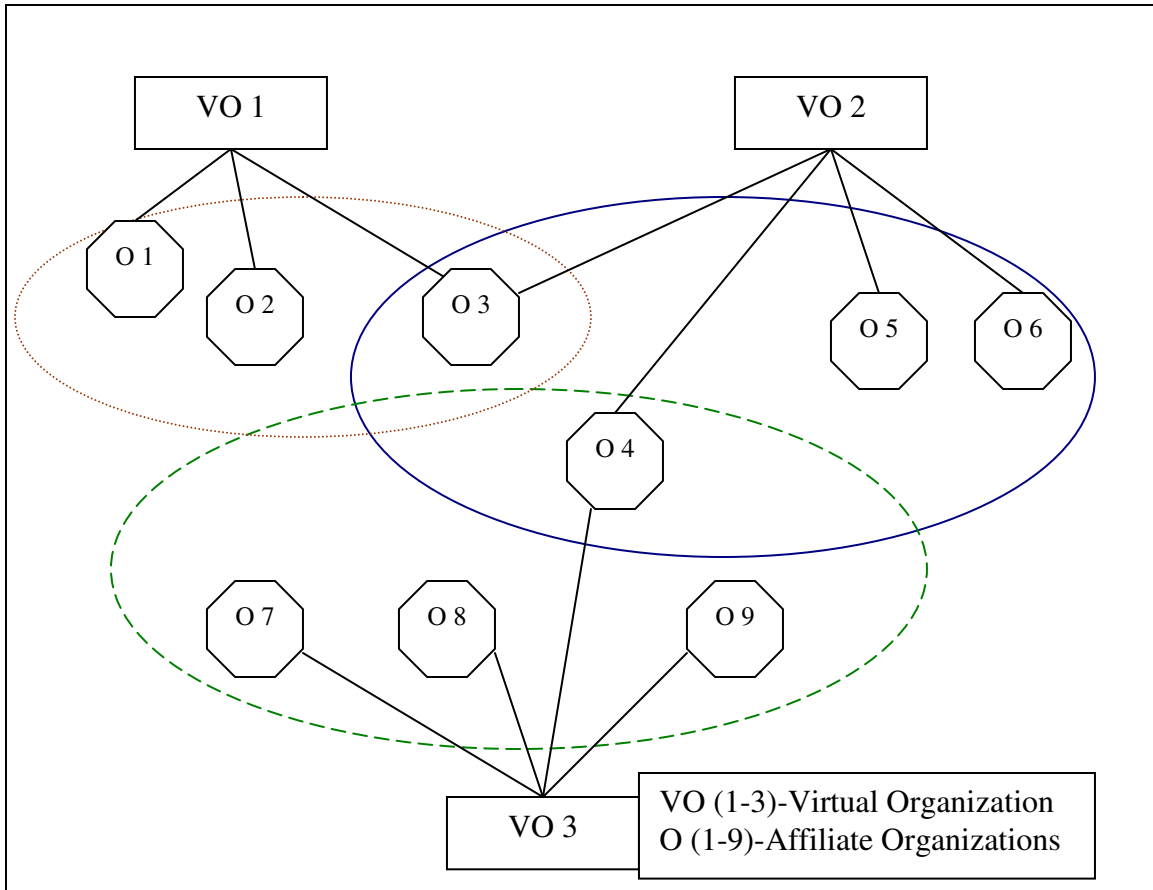 VO 1
VO 2
O 1
O 2
O 3
O 5
O 6
O 4
O 7
O 8
O 9
VO 3
VO (1-3)-Virtual Organization
O (1-9)-Affiliate Organizations